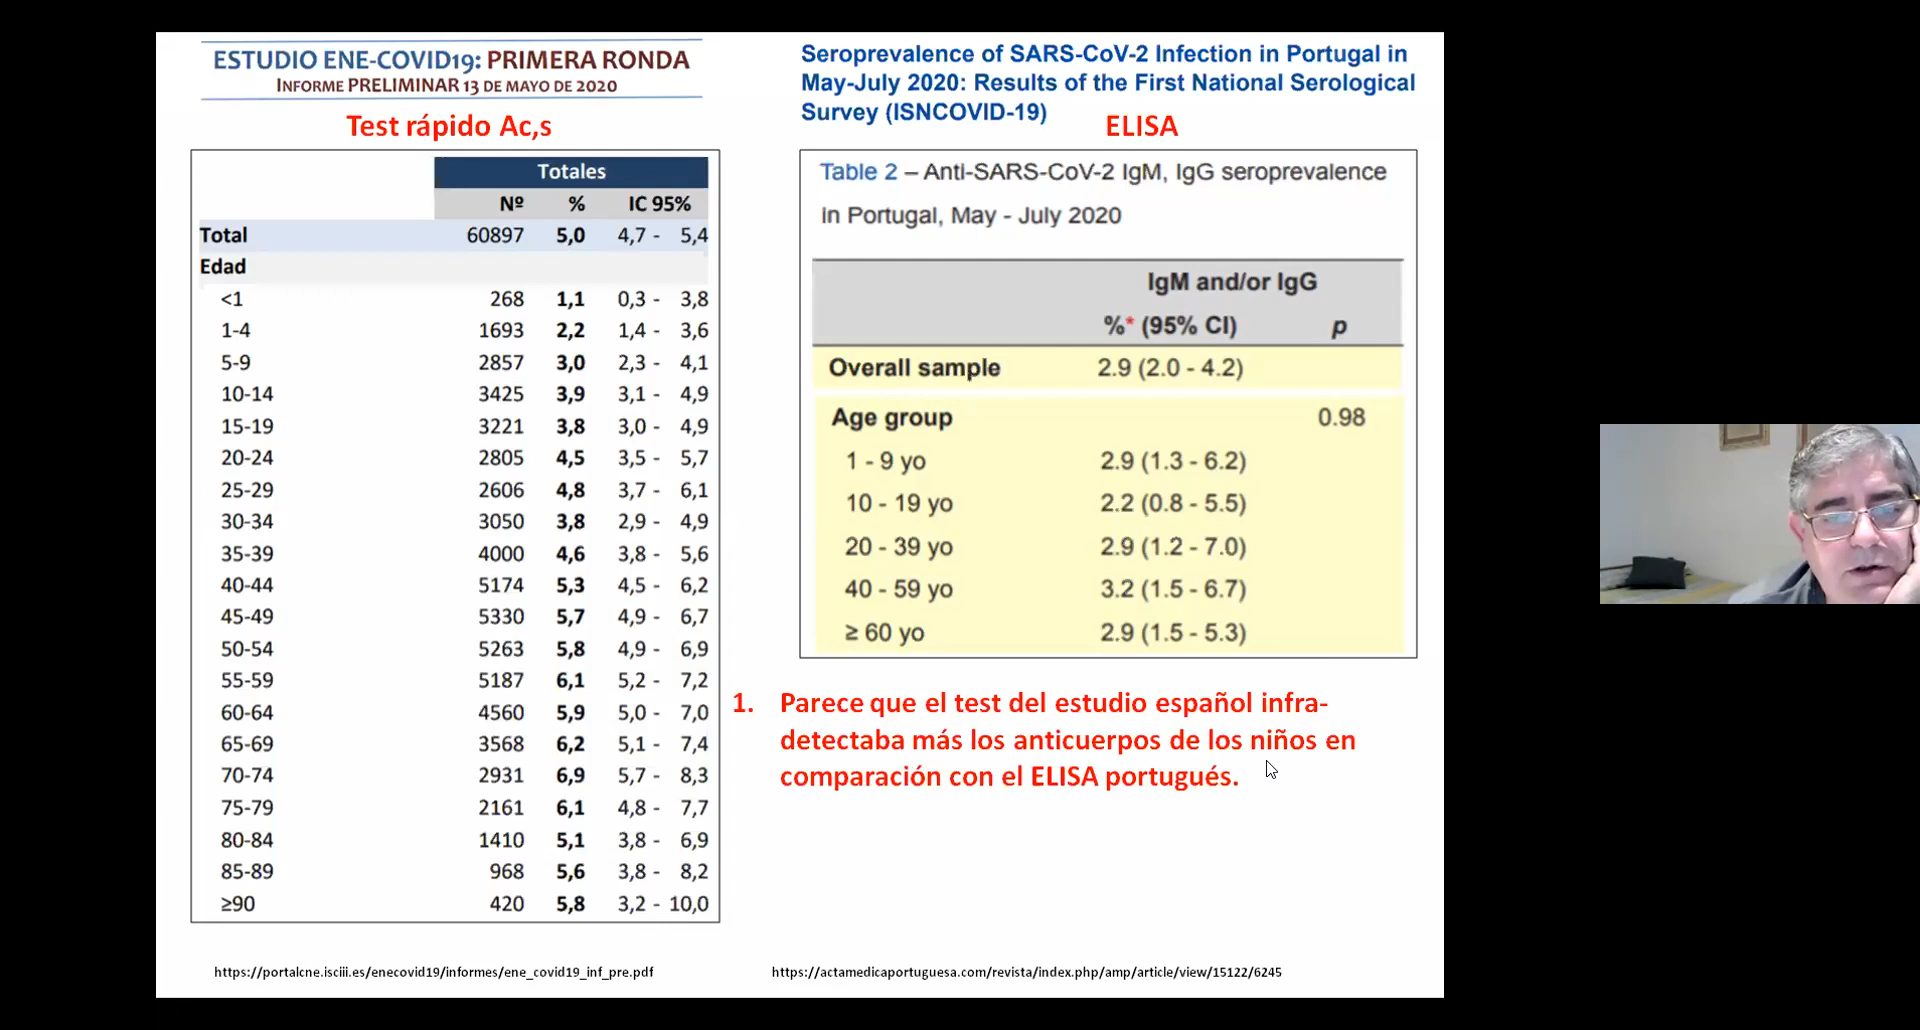 ESTUDIO ENE-COVID19: PRIMERA RONDA
INFORME PRELIMINAR 13 DE MAYO DE 2020
Test rápido Ac,s
Totales
Nº % IC 95%
Total 60897 5,0 4,7 - 5,4
Edad
<1 268 1,1 0,3 - 3,8
1-4 1693 2,2 1,4 - 3,6
5-9 2857 3,0 2,3 - 4,1
10-14 3425 3,9 3,1 - 4,9
15-19 3221 3,8 3,0 - 4,9
20-24 2805 4,5 3,5 - 5,7
25-29 2606 4,8 3,7 - 6,1
30-34 3050 3,8 2,9 - 4,9
35-39 4000 4,6 3,8 - 5,6
40-44 5174 5,3 4,5 - 6,2
45-49 5330 5,7 4,9 - 6,7
50-54 5263 5,8 4,9 - 6,9
55-59 5187 6,1 5,2 - 7,2
60-64 4560 5,9 5,0 - 7,0
65-69 3568 6,2 5,1 - 7,4
70-74 2931 6,9 5,7 - 8,3
75-79 2161 6,1 4,8 - 7,7
80-84 1410 5,1 3,8 - 6,9
85-89 968 5,6 3,8 - 8,2
≥90 420 5,8 3,2 - 10,0
https://portalcne.isciii.es/enecovid19/informes/ene_covid19_inf_pre.pdf
Seroprevalence of SARS-CoV-2 Infection in Portugal in
May-July 2020: Results of the First National Serological
Survey (ISNCOVID-19)
ELISA
Table 2 – Anti-SARS-CoV-2 IgM, IgG seroprevalence
in Portugal, May - July 2020
IgM and/or IgG
%* (95% CI) p
Overall sample 2.9 (2.0 - 4.2)
Age group 0.98
1 - 9 yo 2.9 (1.3 - 6.2)
10 - 19 yo 2.2 (0.8 - 5.5)
20 - 39 yo 2.9 (1.2 - 7.0)
40 - 59 yo 3.2 (1.5 - 6.7)
≥ 60 yo 2.9 (1.5 - 5.3)
1. Parece que el test del estudio español infra-
detectaba más los anticuerpos de los niños en
comparación con el ELISA portugués.
https://actamedicaportuguesa.com/revista/index.php/amp/article/view/15122/6245